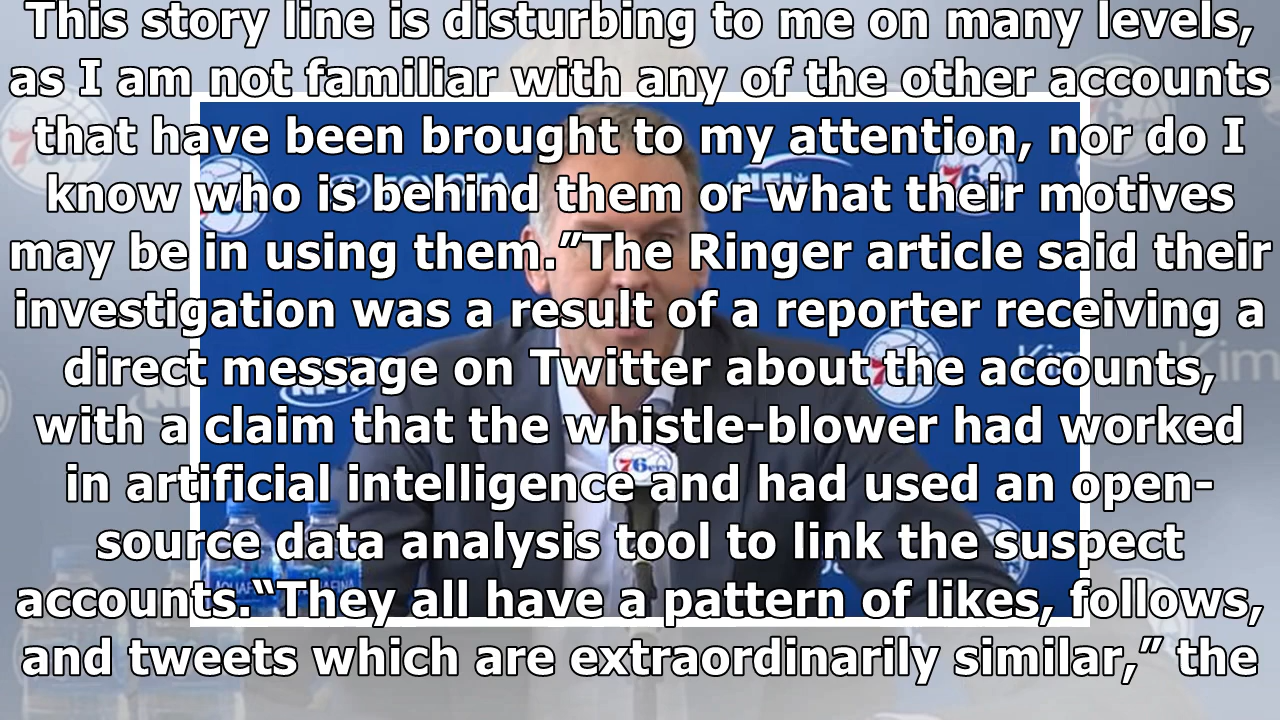 This story line is disturbing to me on many levels,
as I am not familiar with any of the other accounts
that have been brought to my attention, nor do I
know who is behind them or what their motives
may be in using them.”The Ringer article said their
investigation was a result of a reporter receiving a
direct message on Twitter about the accounts,
with a claim that the whistle-blower had worked
in artificial intelligence and had used an open-
source data analysis tool to link the suspect
accounts.“They all have a pattern of likes, follows,
and tweets which are extraordinarily similar,” the
TOYOTA
76ers
76ers
76ers